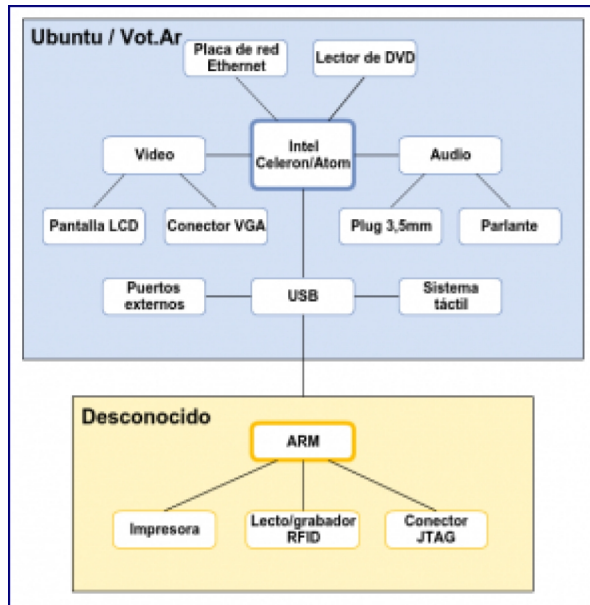 Ubuntu / Vot.Ar
Placa de red
Ethernet
Lector de DVD
Intel
Celeron/Atom
Video
Audio
Pantalla LCD
Conector VGA
Plug 3,5mm
Parlante
Puertos
externos
USB
Sistema
táctil
Desconocido
ARM
Impresora
Lecto/grabador
RFID
Conector
JTAG